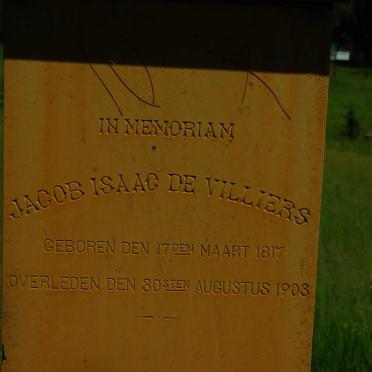 IN MEMORIAM
JACOB ISAAC DE VILLIERS
GEBOREN DEN 17DEN MAART 1817
OVERLEDEN DEN 30STEN AUGUSTUS 1903